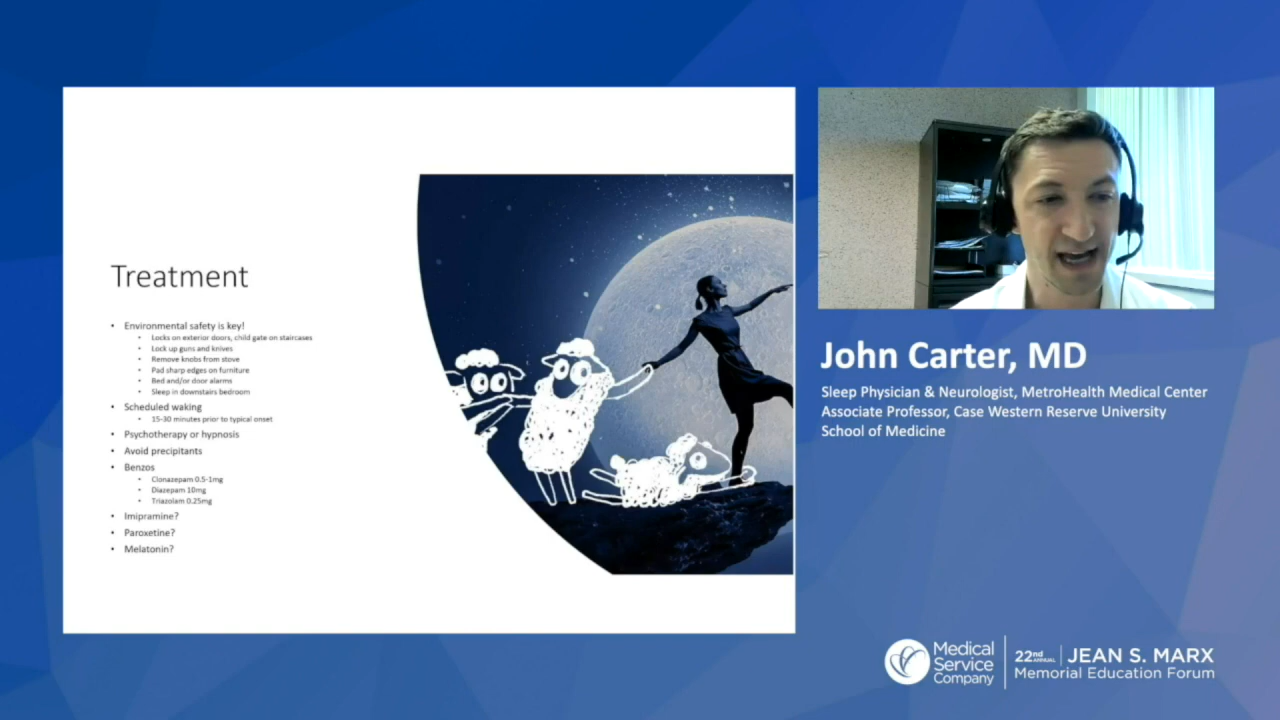 Treatment
• Environmental safety is key!
• Locks on exterior doors, child gate on staircases
• Lock up guns and knives
• Remove knobs from stove
• Pad sharp edges on furniture
• Bed and/or door alarms
• Sleep in downstairs bedroom
• Scheduled waking
• 15-30 minutes prior to typical onset
• Psychotherapy or hypnosis
• Avoid precipitants
• Benzos
• Clonazepam 0.5-1mg
• Diazepam 10mg
• Triazolam 0.25mg
• Imipramine?
• Paroxetine?
• Melatonin?
John Carter, MD
Sleep Physician & Neurologist, MetroHealth Medical Center
Associate Professor, Case Western Reserve University
School of Medicine
Medical
Service
Company
22nd ANNUAL | JEAN S. MARX
Memorial Education Forum